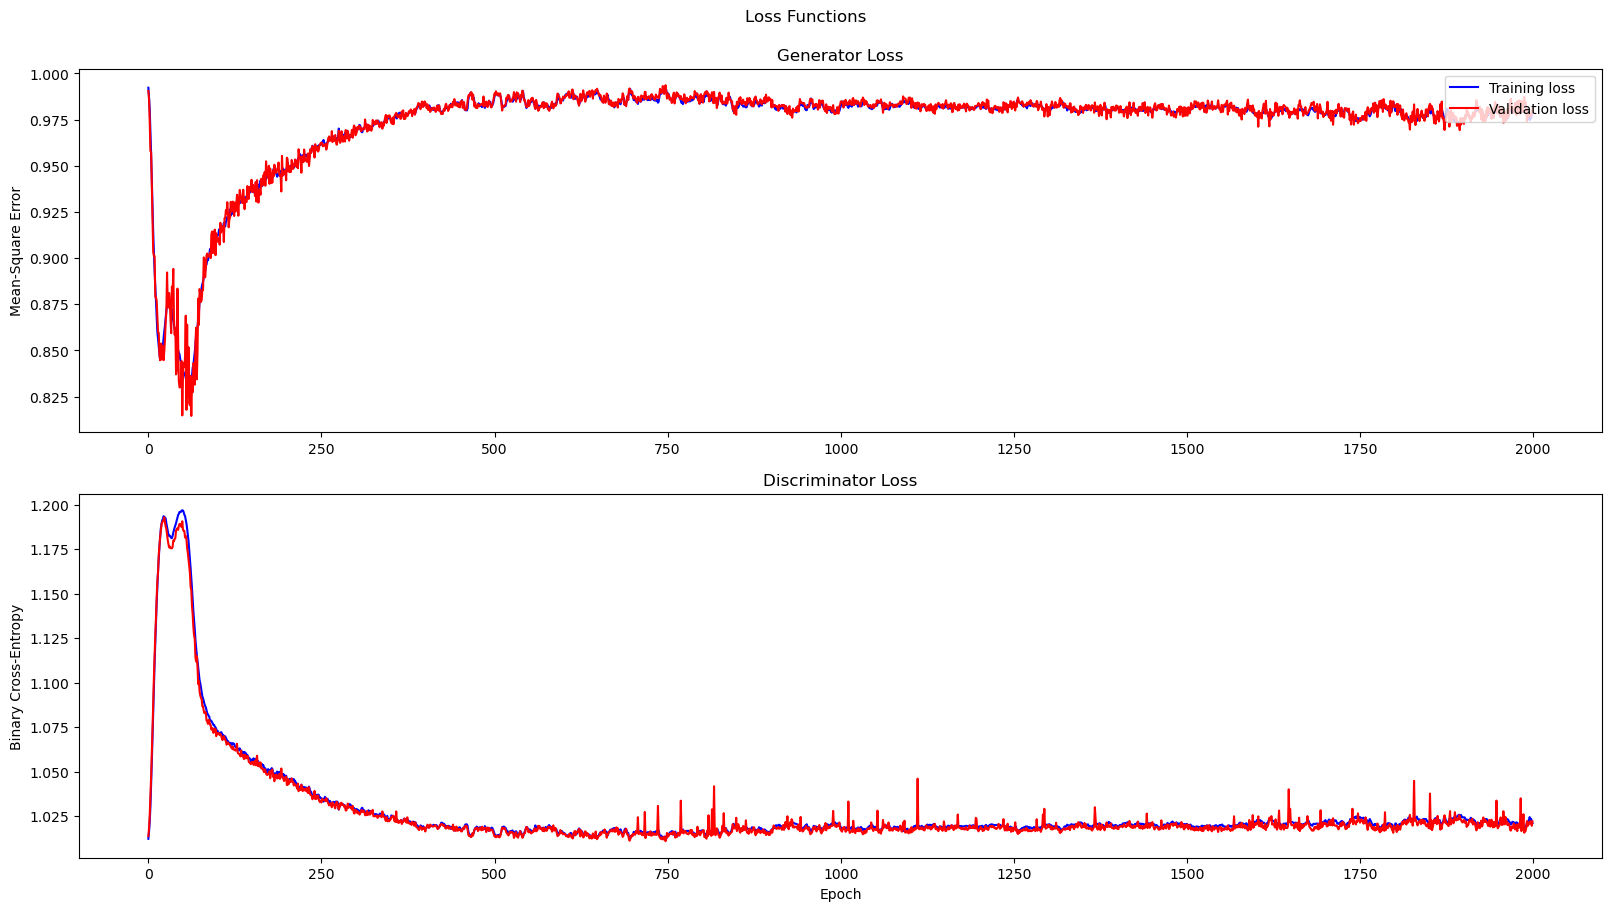 Loss Functions
Generator Loss
1.000
0.975
0.950
0.925
0.900
0.875
0.850
0.825
Mean-Square Error
Training loss
Validation loss
0 250 500 750 1000 1250 1500 1750 2000
Discriminator Loss
1.200
1.175
1.150
1.125
1.100
1.075
1.050
1.025
Binary Cross-Entropy
0 250 500 750 1000 1250 1500 1750 2000
Epoch